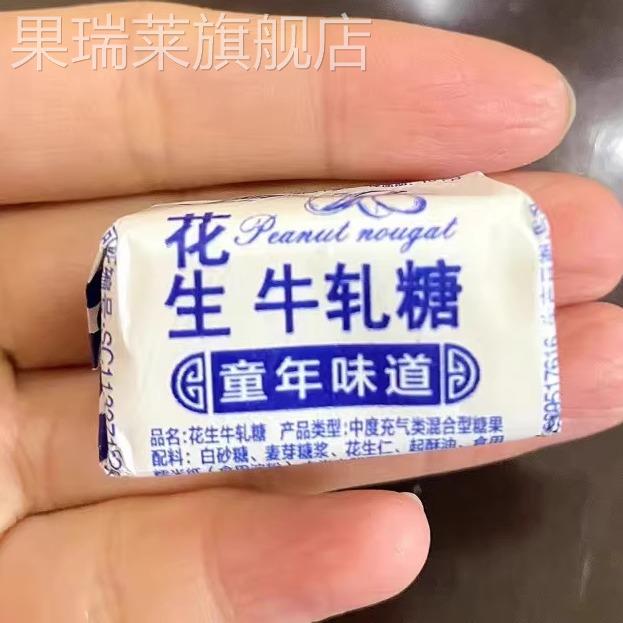 果瑞莱旗舰店
花生
Peanut nougat
牛轧糖
童年味道
品名:花生牛轧糖 产品类型:中度充气类混合型糖果
配料:白砂糖、麦芽糖浆、花生仁、起酥油、食用